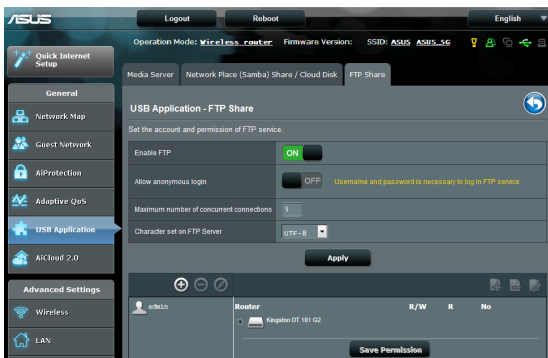 ASUS
Logout
Reboot
English
Operation Mode: Wireless router Firmware Version: SSID: ASUS ASUS_5G
Quick Internet Setup
General
Network Map
Guest Network
AiProtection
Adaptive QoS
USB Application
AiCloud 2.0
Advanced Settings
Wireless
LAN
Media Server
Network Place (Samba) Share / Cloud Disk
FTP Share
USB Application - FTP Share
Set the account and permission of FTP service.
Enable FTP ON
Allow anonymous login OFF Username and password is necessary to log in FTP service.
Maximum number of concurrent connections 5
Character set on FTP Server UTF-8
Apply
admin
Router R/W R No
Kingston DT 101 G2
Save Permission